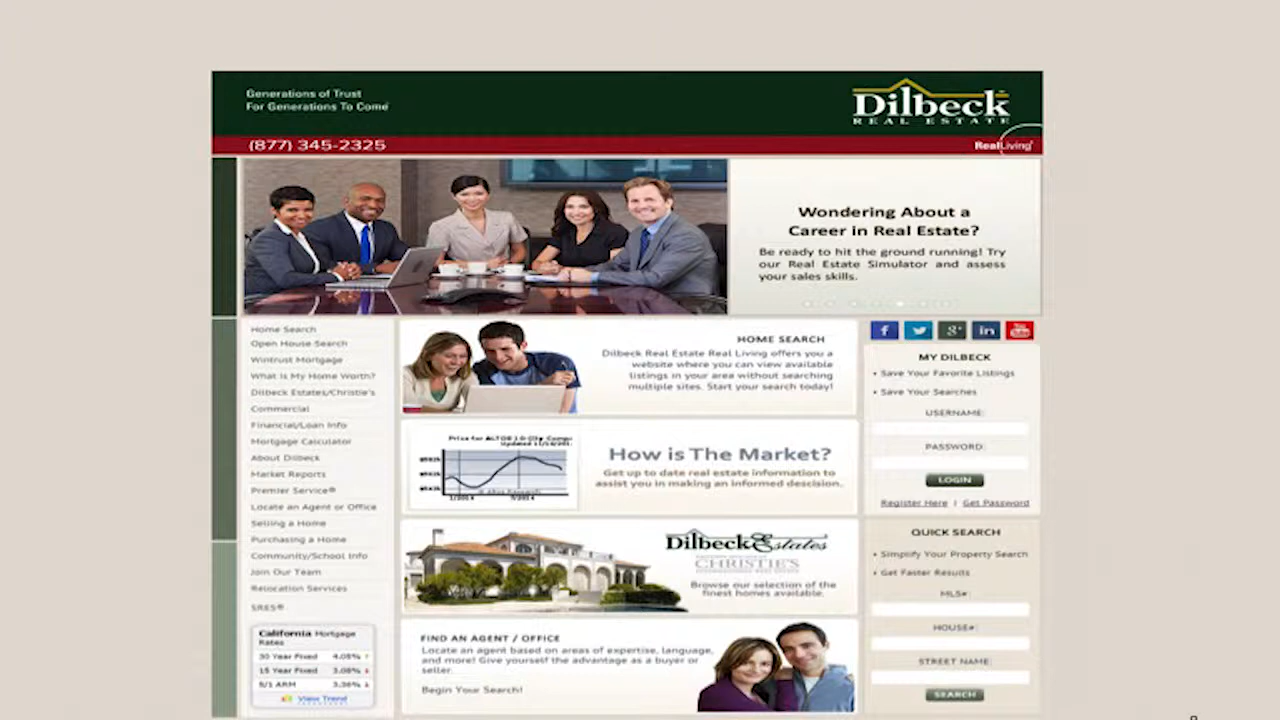 Generations of Trust
For Generations To Come
Dilbeck
REAL ESTATE
(877) 345-2325
RealLiving
Wondering About a
Career in Real Estate?
Be ready to hit the ground running! Try
our Real Estate Simulator and assess
your sales skills.
Home Search
Open House Search
Wintrust Mortgage
What Is My Home Worth?
Dilbeck Estates/Christie's
Commercial
Financial/Loan Info
Mortgage Calculator
About Dilbeck
Market Reports
Premier Service®
Locate an Agent or Office
Selling a Home
Purchasing a Home
Community/School Info
Join Our Team
Relocation Services
SRES®
California Mortgage
Rates
30 Year Fixed 4.05%
15 Year Fixed 3.08%
5/1 ARM 3.36%
View Trend
HOME SEARCH
Dilbeck Real Estate Real Living offers you a
website where you can view available
listings in your area without searching
multiple sites. Start your search today!
How is The Market?
Get up to date real estate information to
assist you in making an informed descision.
Dilbeck Estates
CHRISTIE'S
Browse our selection of the
finest homes available.
FIND AN AGENT / OFFICE
Locate an agent based on areas of expertise, language,
and more! Give yourself the advantage as a buyer or
seller.
Begin Your Search!
f
g+
in
You
MY DILBECK
• Save Your Favorite Listings
• Save Your Searches
USERNAME:
PASSWORD:
LOGIN
Register Here | Get Password
QUICK SEARCH
• Simplify Your Property Search
• Get Faster Results
MLS#:
HOUSE#:
STREET NAME:
SEARCH